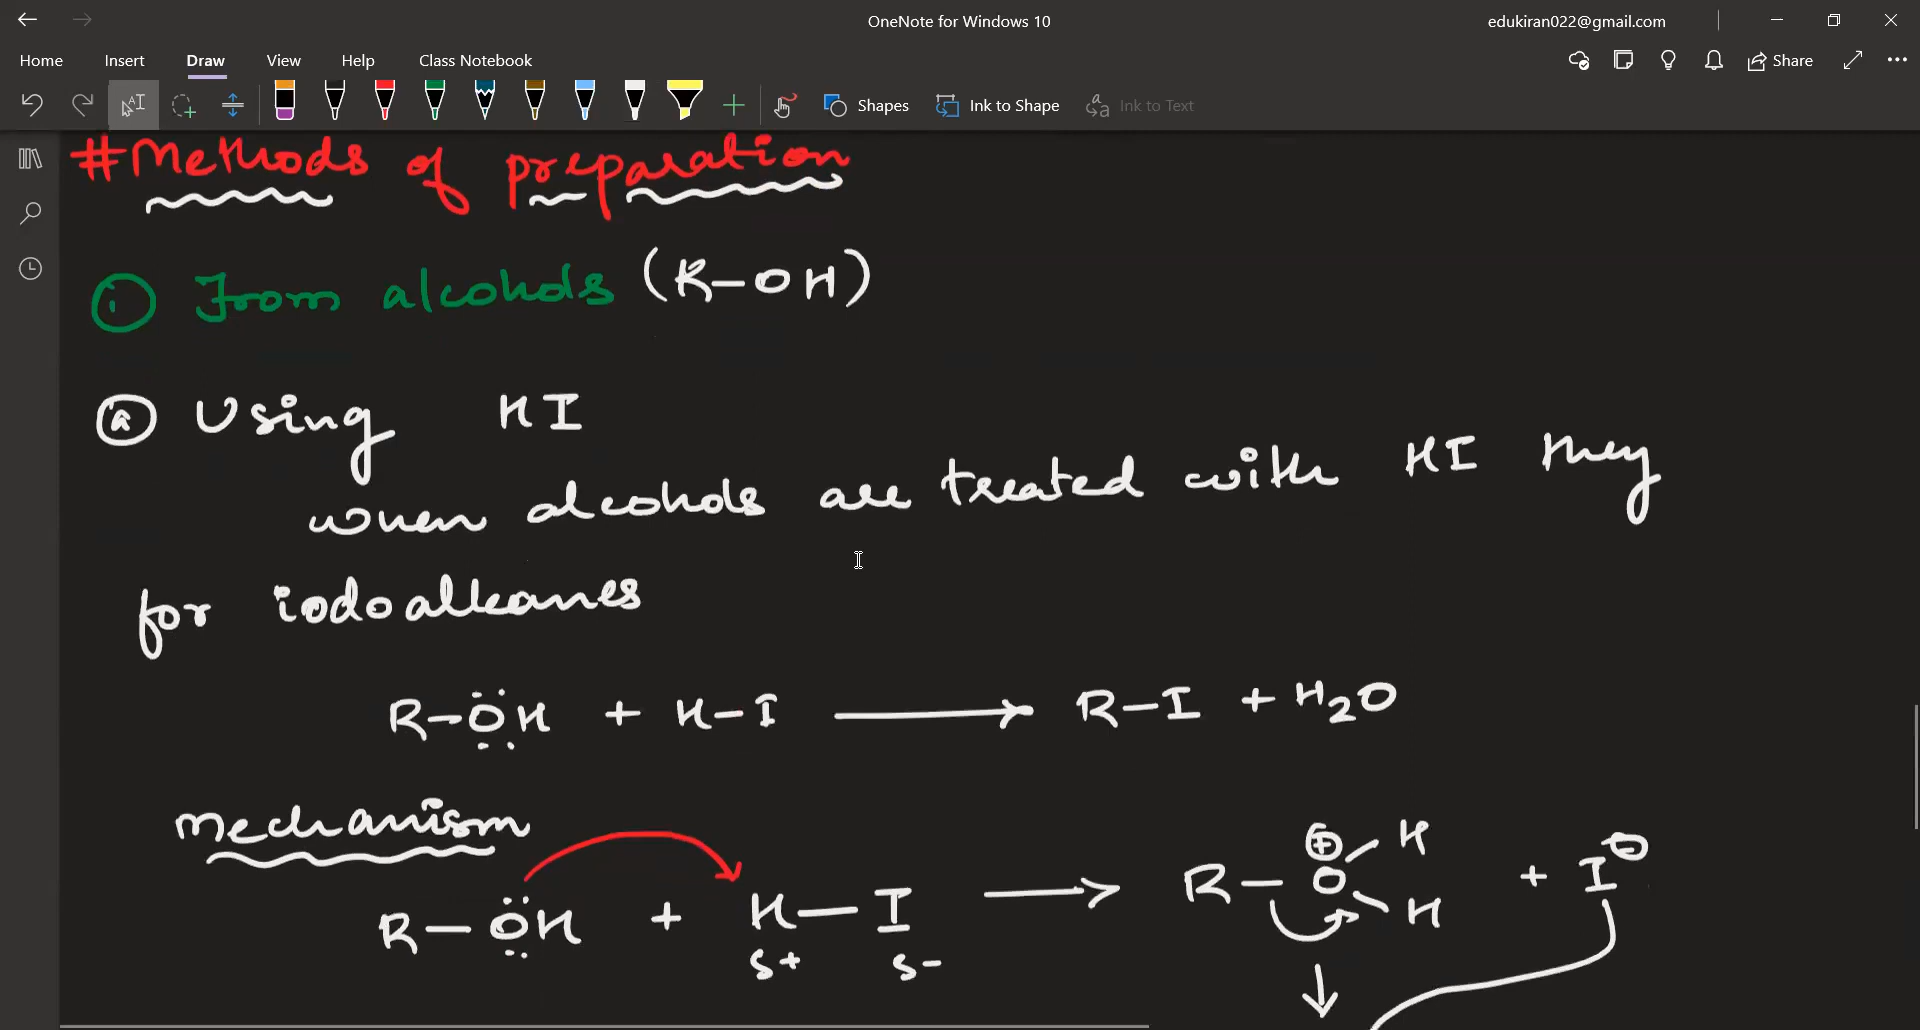 OneNote for Windows 10
edukiran022@gmail.com
Home Insert Draw View Help Class Notebook
Share
Shapes Ink to Shape Ink to Text
#Methods of preparation
① From alcohols (R-OH)
ⓐ Using HI
when alcohols are treated with HI they
for iodoalkanes
R-ÖH + H-I ⟶ R-I + H₂O
mechanism
R-ÖH + H-I ⟶ R-O⊕ H H + I⊖
δ+ δ-